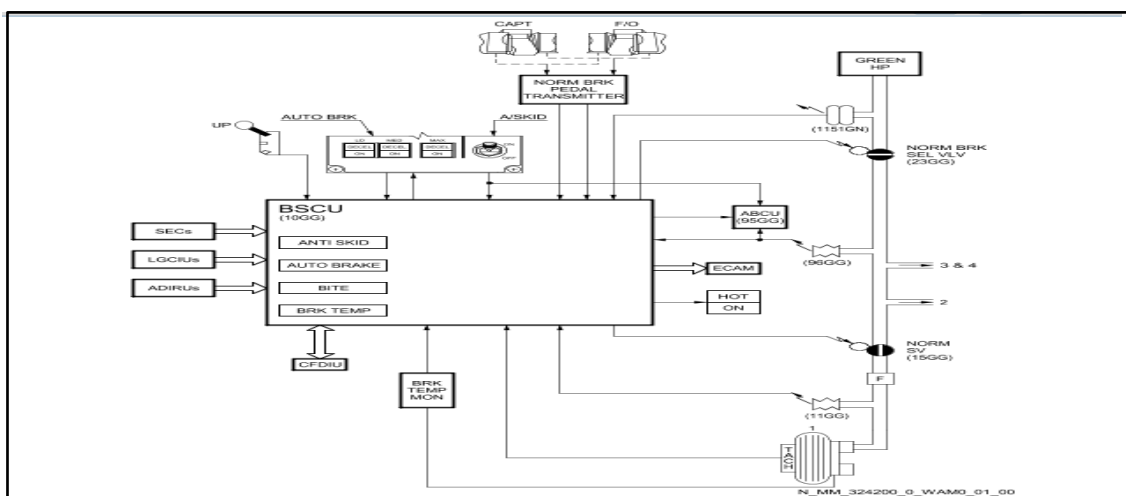 CAPT
F/O
GREEN
HP
NORM BRK
PEDAL
TRANSMITTER
AUTO BRK
A/SKID
UP
LO
MED
MAX
DECEL
ON
DECEL
ON
DECEL
ON
ON
OFF
(1151GN)
NORM BRK
SEL VLV
(23GG)
BSCU
(10GG)
ABCU
(95GG)
SECs
ANTI SKID
LGCIUs
AUTO BRAKE
(96GG)
ECAM
3 & 4
ADIRUs
BITE
HOT
ON
2
BRK TEMP
NORM
SV
(15GG)
CFDIU
BRK
TEMP
MON
F
(11GG)
1
TACH
N_MM_324200_0_WAM0_01_00